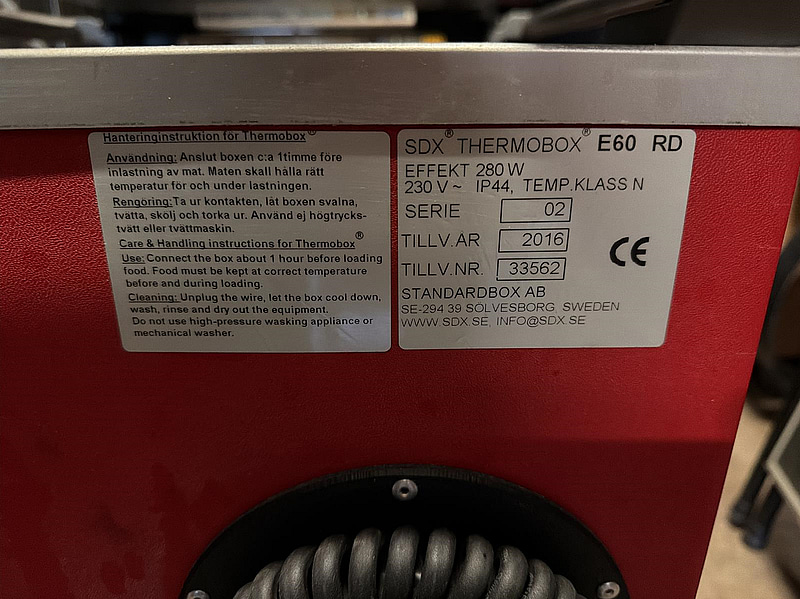 Hanteringinstruktion för Thermobox®
Användning: Anslut boxen c:a 1timme före
inlastning av mat. Maten skall hålla rätt
temperatur för och under lastningen.
Rengöring: Ta ur kontakten, låt boxen svalna,
tvätta, skölj och torka ur. Använd ej högtrycks-
tvätt eller tvättmaskin.
Care & Handling instructions for Thermobox®
Use: Connect the box about 1 hour before loading
food. Food must be kept at correct temperature
before and during loading.
Cleaning: Unplug the wire, let the box cool down,
wash, rinse and dry out the equipment.
Do not use high-pressure wasking appliance or
mechanical washer.
SDX® THERMOBOX® E60 RD
EFFEKT 280 W
230 V ~ IP44, TEMP.KLASS N
SERIE 02
TILLV.ÅR 2016
TILLV.NR. 33562
CE
STANDARDBOX AB
SE-294 39 SÖLVESBORG SWEDEN
WWW.SDX.SE, INFO@SDX.SE